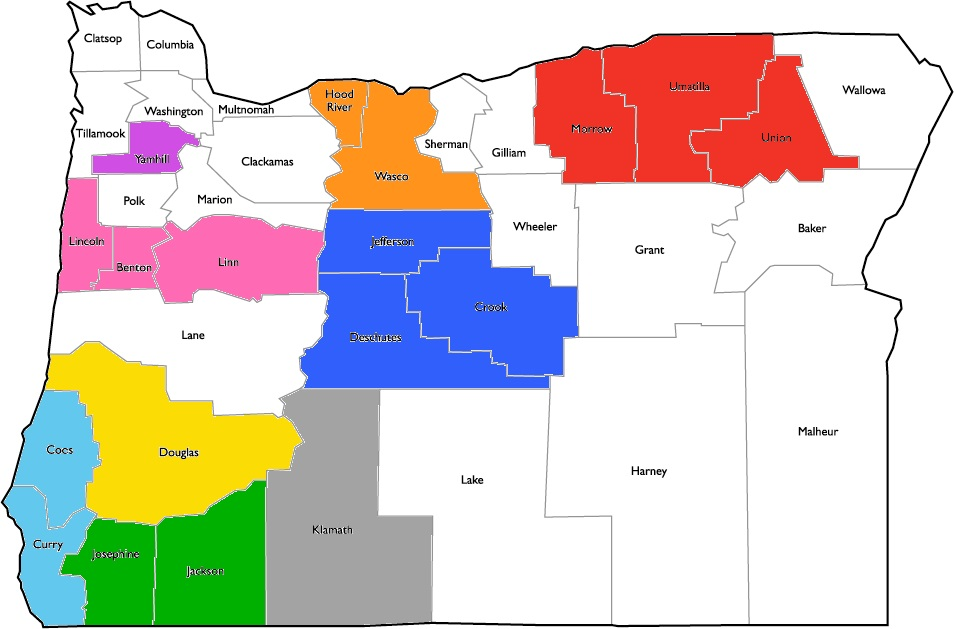 Clatsop
Columbia
Tillamook
Washington
Multnomah
Hood
River
Yamhill
Clackamas
Wasco
Sherman
Gilliam
Morrow
Umatilla
Union
Wallowa
Polk
Marion
Lincoln
Benton
Linn
Jefferson
Wheeler
Grant
Baker
Lane
Deschutes
Crook
Coos
Douglas
Curry
Josephine
Jackson
Klamath
Lake
Harney
Malheur